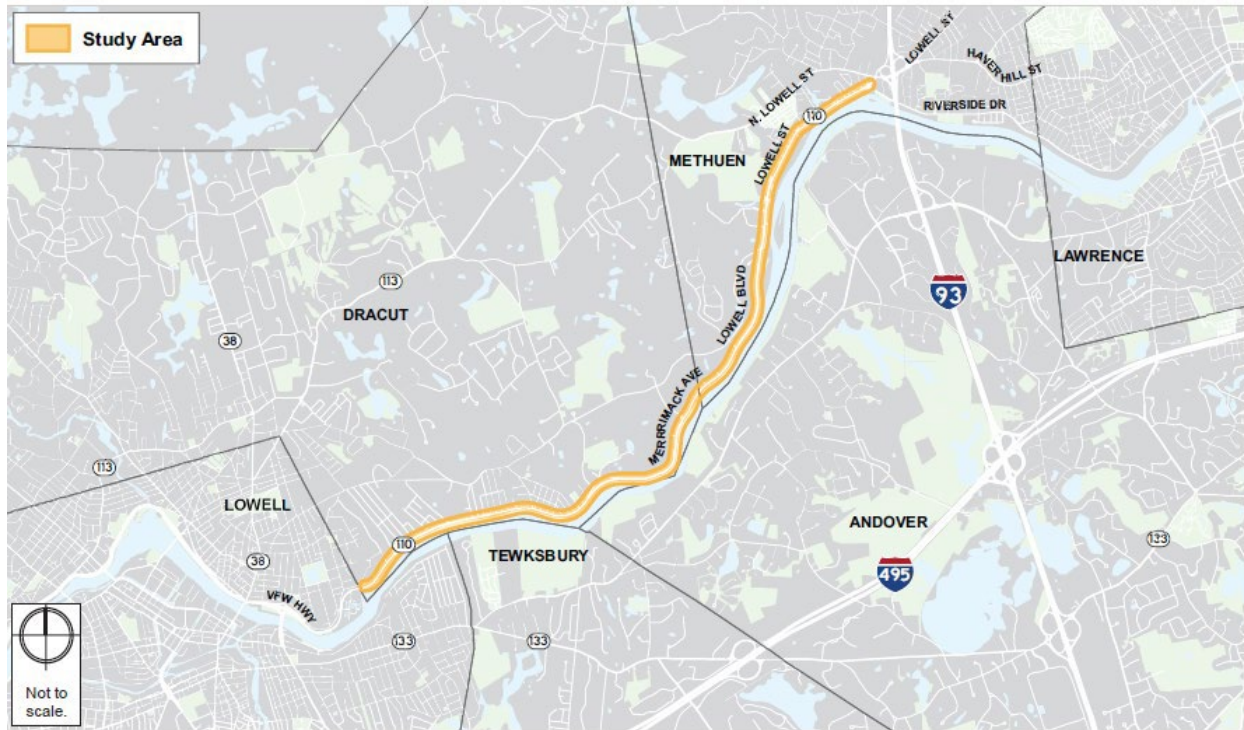 Study Area
LOWELL ST
HAVERHILL ST
N. LOWELL ST
RIVERSIDE DR
110
METHUEN
LOWELL ST
LAWRENCE
113
93
DRACUT
LOWELL BLVD
38
MERRRIMACK AVE
113
LOWELL
ANDOVER
110
133
TEWKSBURY
38
495
VFW HWY
133
133
Not to
scale.